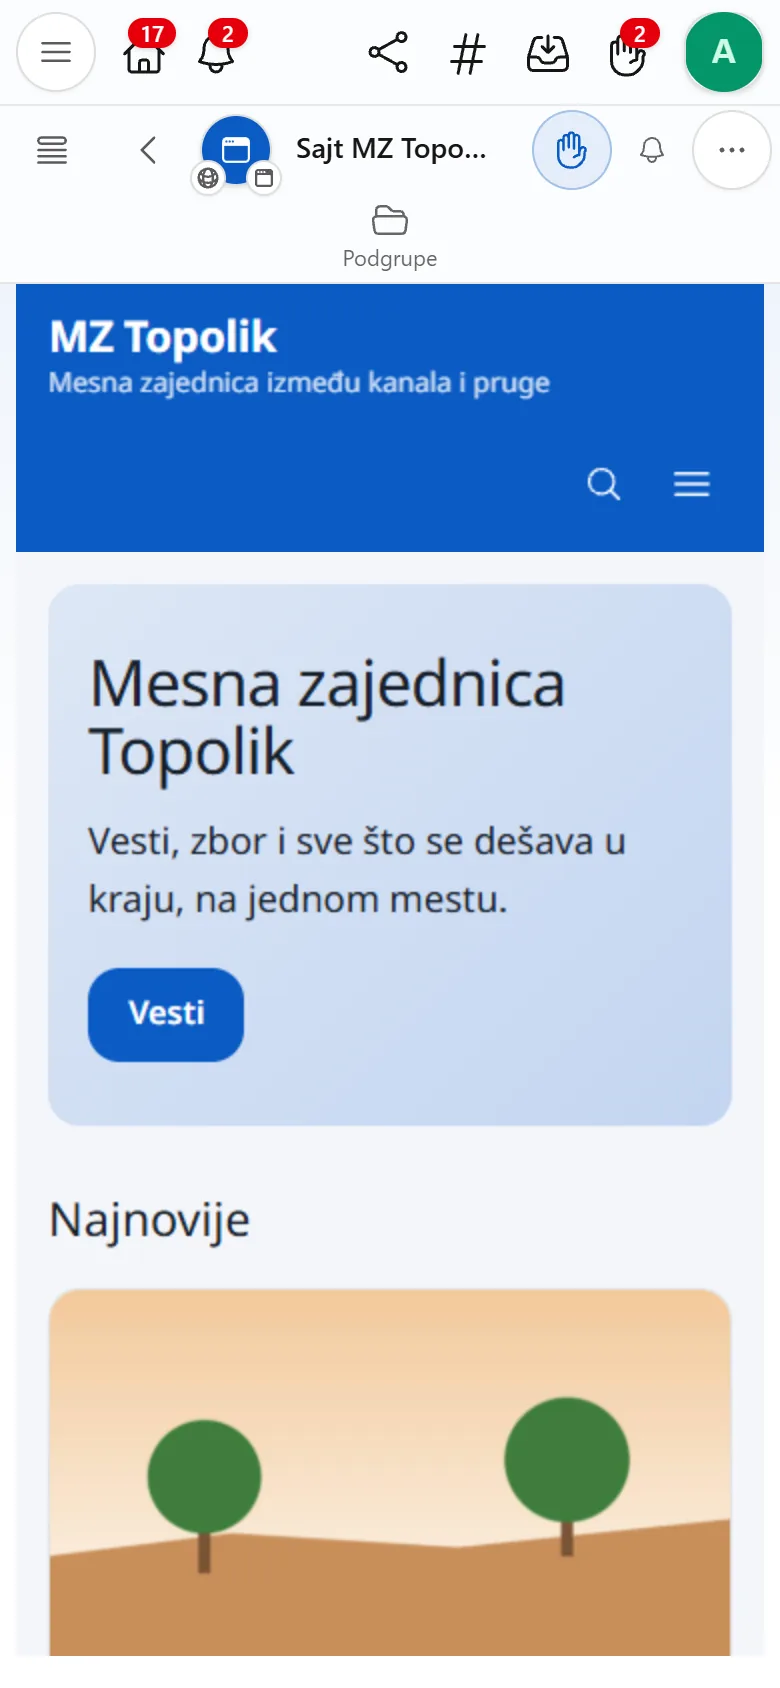 17
2
2
A
Sajt MZ Topo...
Podgrupe
MZ Topolik
Mesna zajednica između kanala i pruge
Mesna zajednica
Topolik
Vesti, zbor i sve što se dešava u
kraju, na jednom mestu.
Vesti
Najnovije